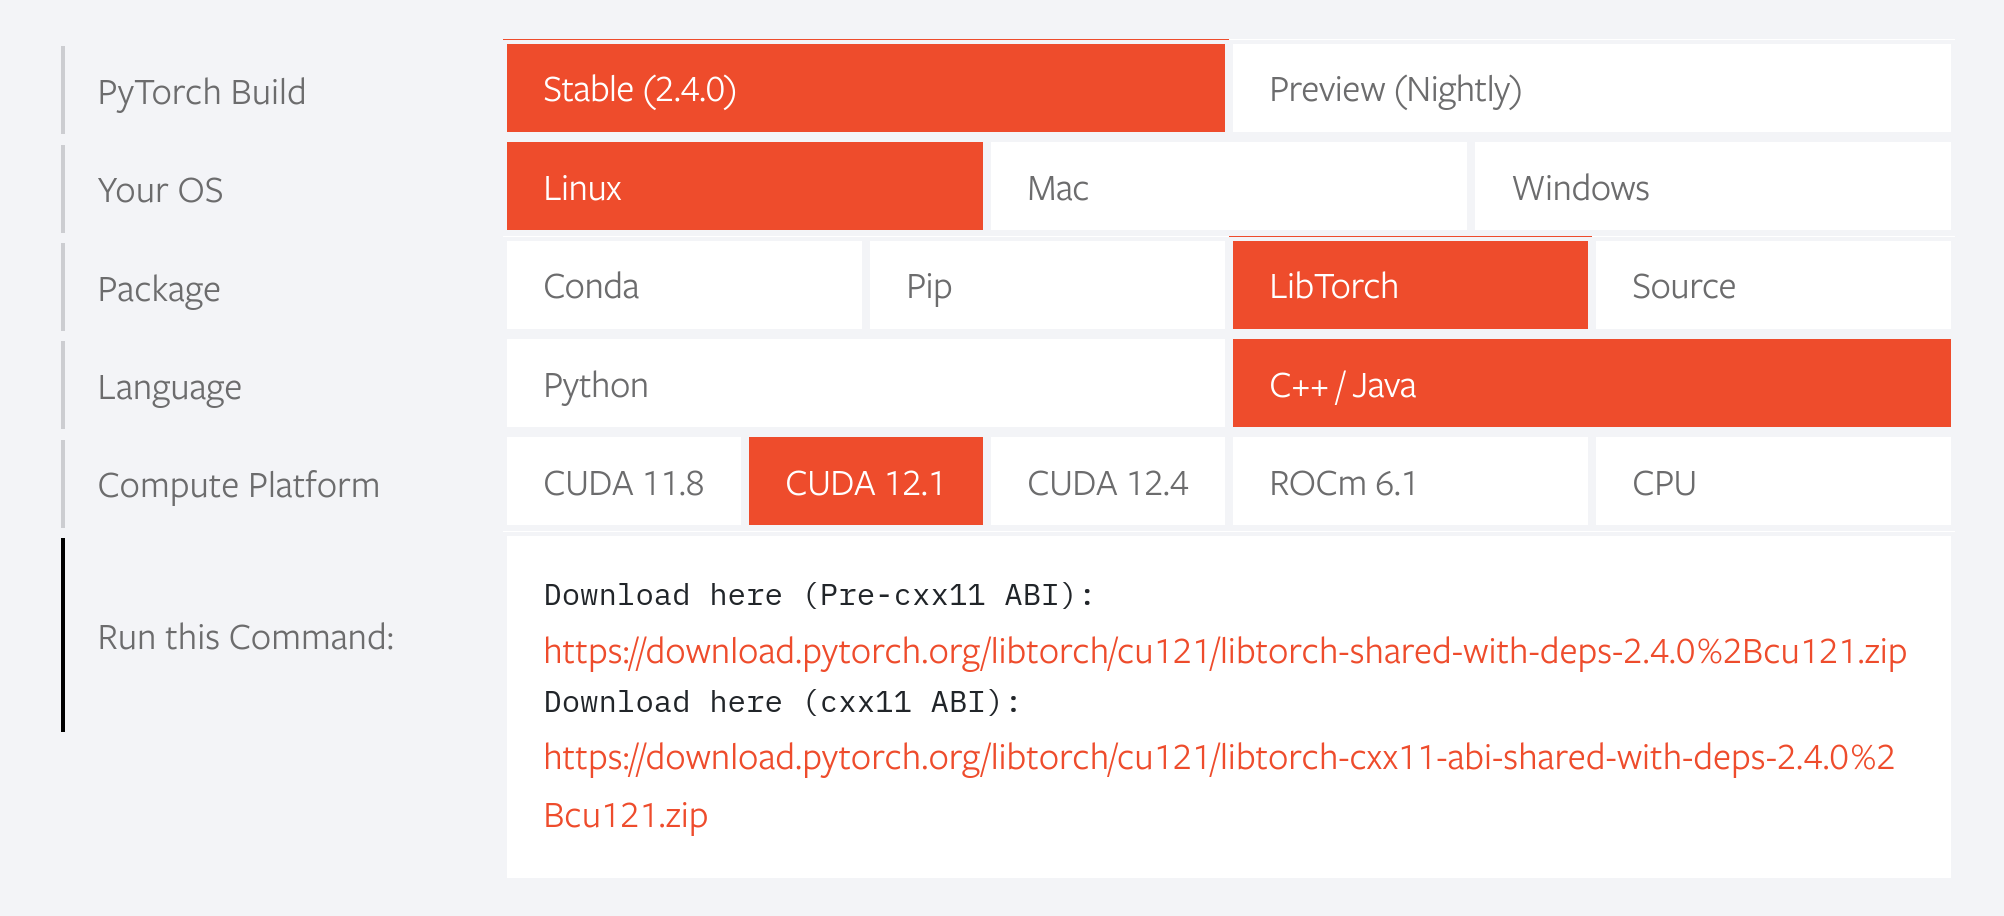 PyTorch Build
Stable (2.4.0)
Preview (Nightly)
Your OS
Linux
Mac
Windows
Package
Conda
Pip
LibTorch
Source
Language
Python
C++ / Java
Compute Platform
CUDA 11.8
CUDA 12.1
CUDA 12.4
ROCm 6.1
CPU
Run this Command:
Download here (Pre-cxx11 ABI):
https://download.pytorch.org/libtorch/cu121/libtorch-shared-with-deps-2.4.0%2Bcu121.zip
Download here (cxx11 ABI):
https://download.pytorch.org/libtorch/cu121/libtorch-cxx11-abi-shared-with-deps-2.4.0%2
Bcu121.zip